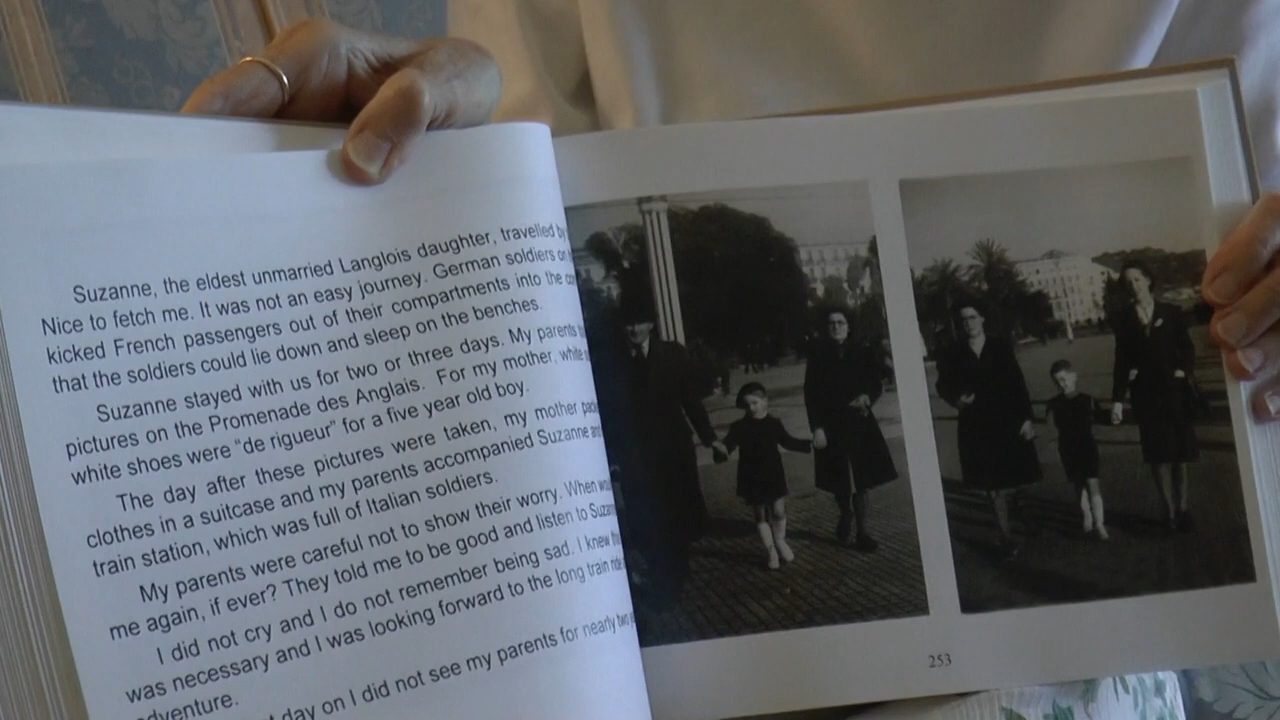 Suzanne, the eldest unmarried Langlois daughter, travelled by
Nice to fetch me. It was not an easy journey. German soldiers on
kicked French passengers out of their compartments into the
that the soldiers could lie down and sleep on the benches.
Suzanne stayed with us for two or three days. My parents
pictures on the Promenade des Anglais. For my mother, white
white shoes were “de rigueur” for a five year old boy.
The day after these pictures were taken, my mother
clothes in a suitcase and my parents accompanied Suzanne
train station, which was full of Italian soldiers.
My parents were careful not to show their worry. When
me again, if ever? They told me to be good and listen to
I did not cry and I do not remember being sad. I knew
was necessary and I was looking forward to the long train ride
adventure.
day on I did not see my parents for nearly two
253